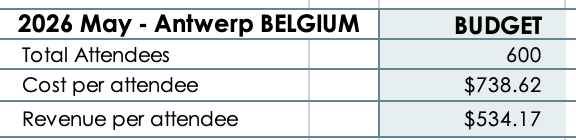 2026 May - Antwerp BELGIUM BUDGET
Total Attendees 600
Cost per attendee $738.62
Revenue per attendee $534.17